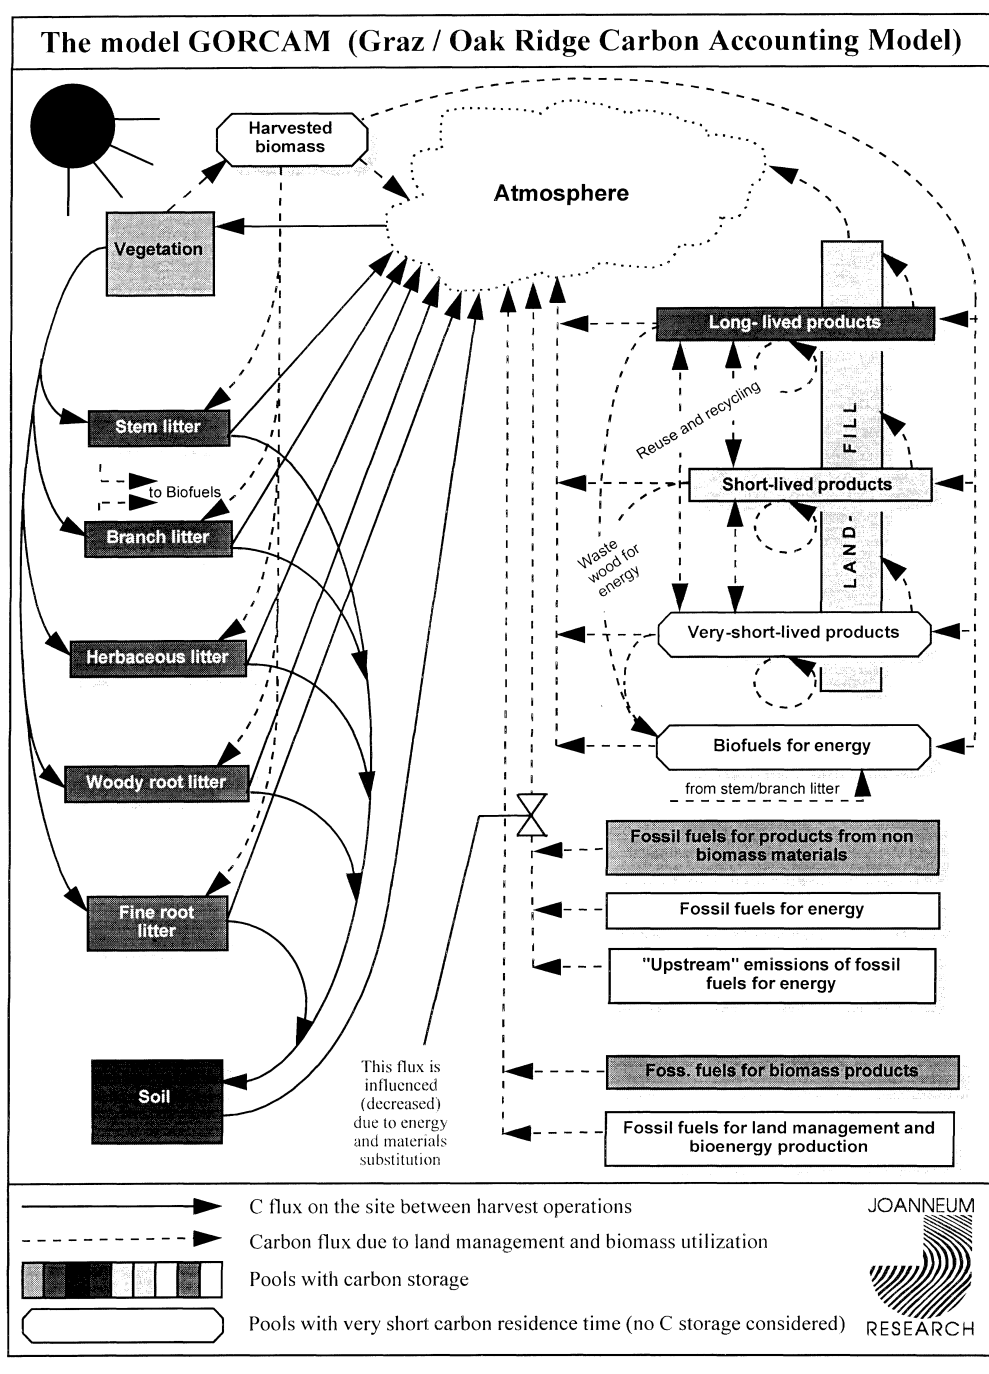 The model GORCAM (Graz / Oak Ridge Carbon Accounting Model)
Harvested
biomass
Atmosphere
Vegetation
Long- lived products
Stem litter
Reuse and recycling
FILL
to Biofuels
Short-lived products
Branch litter
Waste
wood for
energy
LAND-
Very-short-lived products
Herbaceous litter
Biofuels for energy
Woody root litter
from stem/branch litter
Fossil fuels for products from non
biomass materials
Fine root
litter
Fossil fuels for energy
"Upstream" emissions of fossil
fuels for energy
This flux is
influenced
(decreased)
due to energy
and materials
substitution
Soil
Foss. fuels for biomass products
Fossil fuels for land management and
bioenergy production
C flux on the site between harvest operations
Carbon flux due to land management and biomass utilization
Pools with carbon storage
Pools with very short carbon residence time (no C storage considered)
JOANNEUM
RESEARCH